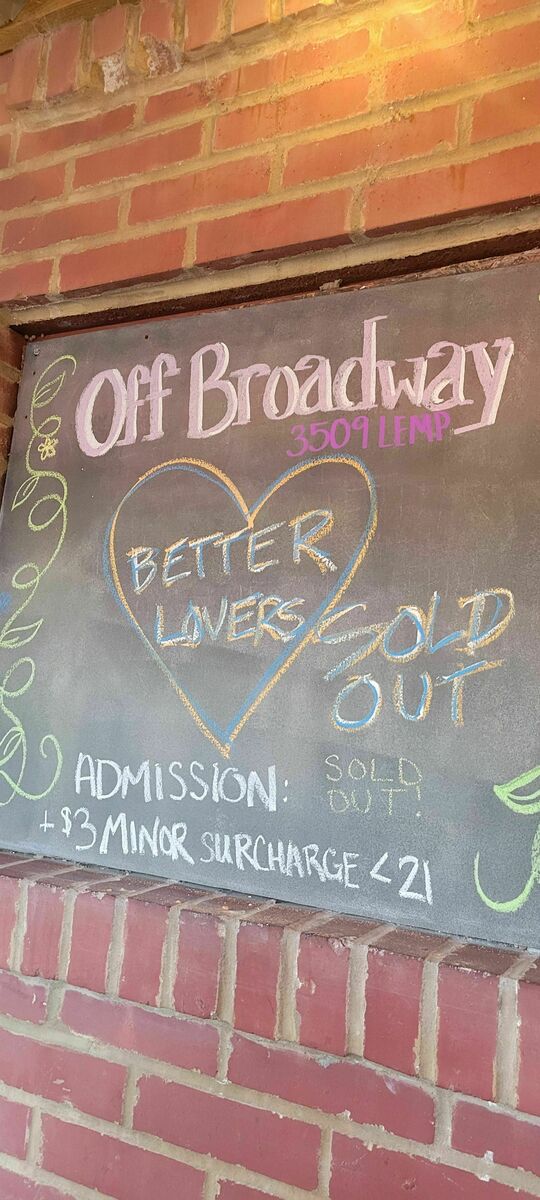 Off Broadway
3509 LEMP
BETTER
LOVERS
SOLD
OUT
ADMISSION: SOLD
OUT!
+$3 MINOR SURCHARGE <21